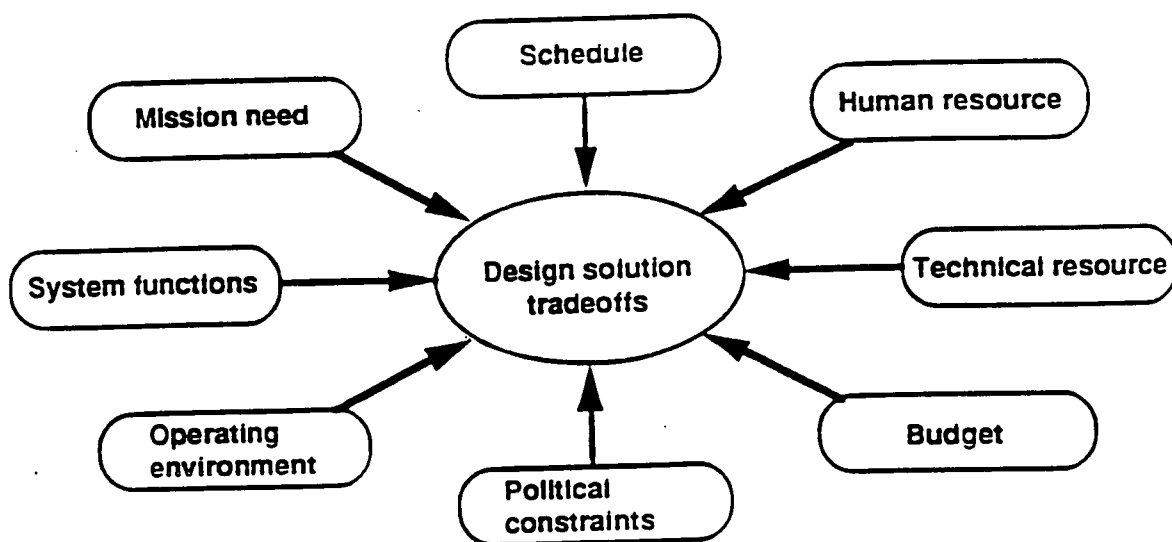 Schedule
Mission need
Human resource
System functions
Design solution
tradeoffs
Technical resource
Operating
environment
Political
constraints
Budget